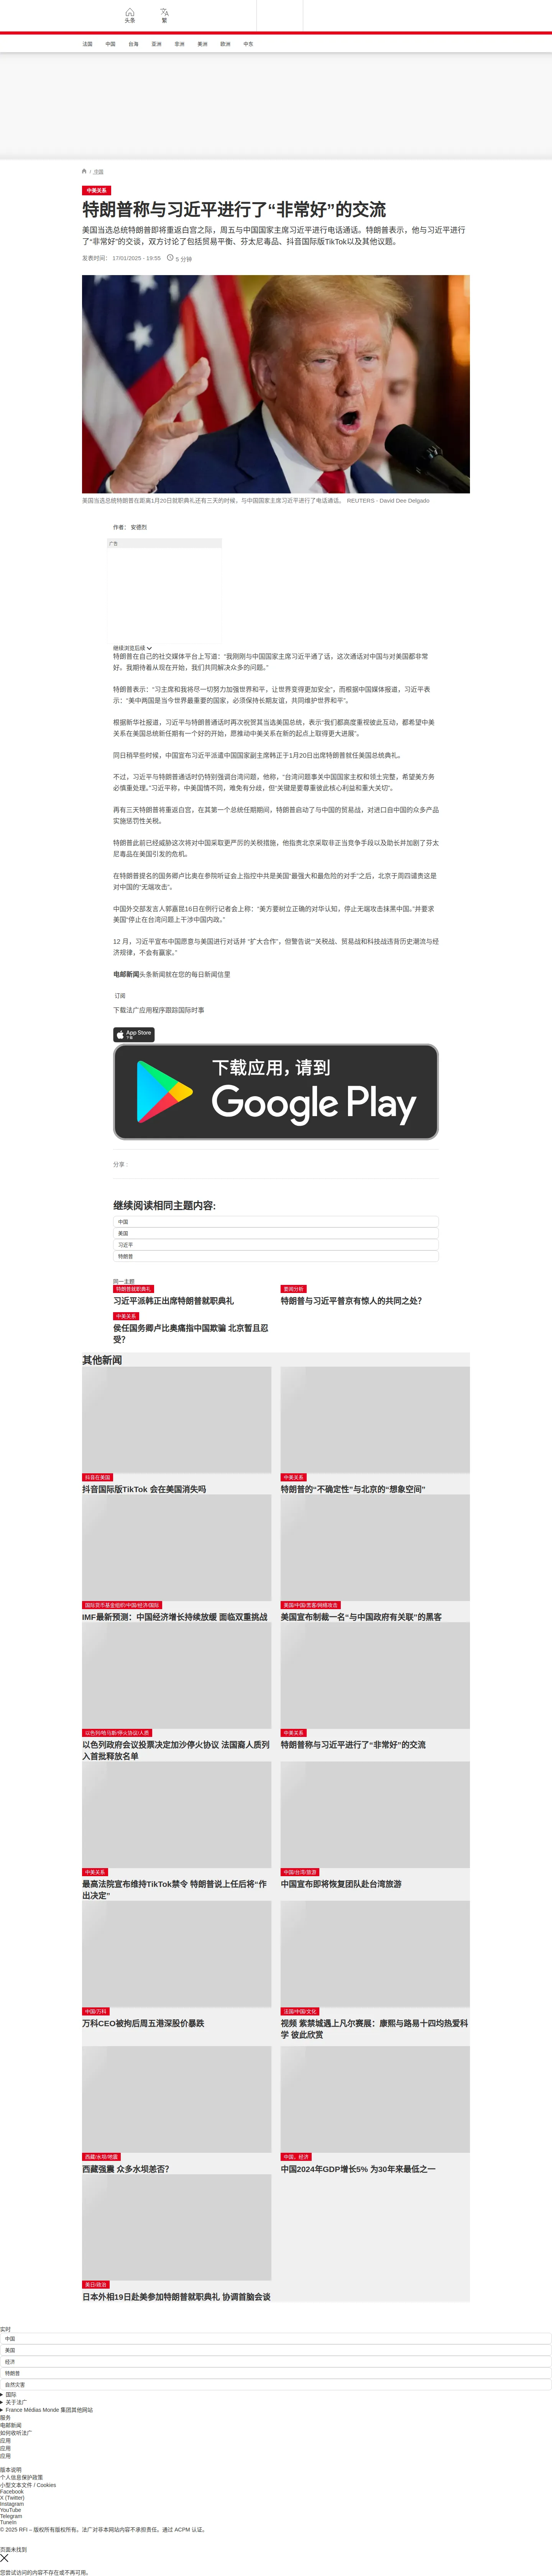 头条
繁
法国
中国
台海
亚洲
非洲
美洲
欧洲
中东
/ 中国
中美关系
特朗普称与习近平进行了“非常好”的交流
美国当选总统特朗普即将重返白宫之际，周五与中国国家主席习近平进行电话通话。特朗普表示，他与习近平进行
了“非常好”的交谈，双方讨论了包括贸易平衡、芬太尼毒品、抖音国际版TikTok以及其他议题。
发表时间： 17/01/2025 - 19:55
5 分钟
美国当选总统特朗普在距离1月20日就职典礼还有三天的时候，与中国国家主席习近平进行了电话通话。 REUTERS - David Dee Delgado
作者： 安德烈
广告
继续浏览后续
特朗普在自己的社交媒体平台上写道：“我刚刚与中国国家主席习近平通了话，这次通话对中国与对美国都非常
好。我期待着从现在开始，我们共同解决众多的问题。”
特朗普表示：“习主席和我将尽一切努力加强世界和平，让世界变得更加安全”。而根据中国媒体报道，习近平表
示：“美中两国是当今世界最重要的国家，必须保持长期友谊，共同维护世界和平”。
根据新华社报道，习近平与特朗普通话时再次祝贺其当选美国总统，表示“我们都高度重视彼此互动，都希望中美
关系在美国总统新任期有一个好的开始，愿推动中美关系在新的起点上取得更大进展”。
同日稍早些时候，中国宣布习近平派遣中国国家副主席韩正于1月20日出席特朗普就任美国总统典礼。
不过，习近平与特朗普通话时仍特别强调台湾问题，他称，“台湾问题事关中国国家主权和领土完整，希望美方务
必慎重处理。”习近平称，中美国情不同，难免有分歧，但“关键是要尊重彼此核心利益和重大关切”。
再有三天特朗普将重返白宫，在其第一个总统任期期间，特朗普启动了与中国的贸易战，对进口自中国的众多产品
实施惩罚性关税。
特朗普此前已经威胁这次将对中国采取更严厉的关税措施，他指责北京采取非正当竞争手段以及助长并加剧了芬太
尼毒品在美国引发的危机。
在特朗普提名的国务卿卢比奥在参院听证会上指控中共是美国“最强大和最危险的对手”之后，北京于周四谴责这是
对中国的“无端攻击”。
中国外交部发言人郭嘉昆16日在例行记者会上称：“美方要树立正确的对华认知，停止无端攻击抹黑中国。”并要求
美国“停止在台湾问题上干涉中国内政。”
12 月，习近平宣布中国愿意与美国进行对话并 “扩大合作”，但警告说“”关税战、贸易战和科技战违背历史潮流与经
济规律，不会有赢家。”
电邮新闻头条新闻就在您的每日新闻信里
订阅
下载法广应用程序跟踪国际时事
App Store
下载
下载应用，请到
Google Play
分享 :
继续阅读相同主题内容:
中国
美国
习近平
特朗普
同一主题
特朗普就职典礼
习近平派韩正出席特朗普就职典礼
要闻分析
特朗普与习近平普京有惊人的共同之处？
中美关系
侯任国务卿卢比奥痛指中国欺骗 北京暂且忍
受？
其他新闻
抖音在美国
抖音国际版TikTok 会在美国消失吗
中美关系
特朗普的“不确定性”与北京的“想象空间”
国际货币基金组织/中国/经济/国际
IMF最新预测：中国经济增长持续放缓 面临双重挑战
美国/中国/黑客/网络攻击
美国宣布制裁一名“与中国政府有关联”的黑客
以色列/哈马斯/停火协议/人质
以色列政府会议投票决定加沙停火协议 法国裔人质列
入首批释放名单
中美关系
特朗普称与习近平进行了“非常好”的交流
中美关系
最高法院宣布维持TikTok禁令 特朗普说上任后将“作
出决定”
中国/台湾/旅游
中国宣布即将恢复团队赴台湾旅游
中国/万科
万科CEO被拘后周五港深股价暴跌
法国/中国/文化
视频 紫禁城遇上凡尔赛展：康熙与路易十四均热爱科
学 彼此欣赏
西藏/水坝/地震
西藏强震 众多水坝恙否？
中国、经济
中国2024年GDP增长5% 为30年来最低之一
美日/政治
日本外相19日赴美参加特朗普就职典礼 协调首脑会谈
实时
中国
美国
经济
特朗普
自然灾害
国际
关于法广
France Médias Monde 集团其他网站
服务
电邮新闻
如何收听法广
应用
应用
应用
版本说明
个人信息保护政策
小型文本文件 / Cookies
Facebook
X (Twitter)
Instagram
YouTube
Telegram
TuneIn
© 2025 RFI – 版权所有版权所有。法广对非本网站内容不承担责任。通过 ACPM 认证。
页面未找到
您尝试访问的内容不存在或不再可用。